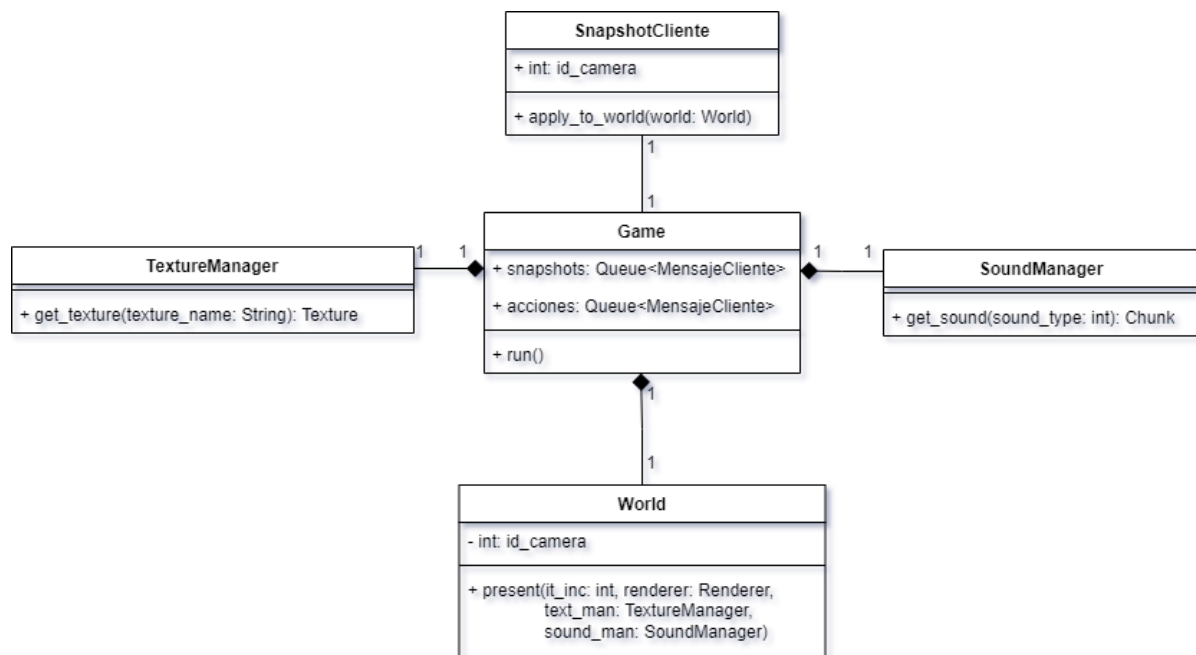 SnapshotCliente
+ int: id_camera
+ apply_to_world(world: World)
1
1
TextureManager
+ get_texture(texture_name: String): Texture
1
1
Game
+ snapshots: Queue<MensajeCliente>
+ acciones: Queue<MensajeCliente>
+ run()
1
1
SoundManager
+ get_sound(sound_type: int): Chunk
1
1
World
- int: id_camera
+ present(it_inc: int, renderer: Renderer,
text_man: TextureManager,
sound_man: SoundManager)